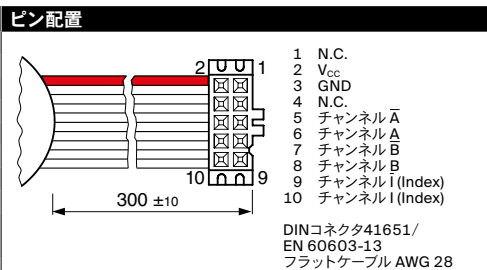 ピン配置
2
1
10
9
300 ±10
1 N.C.
2 V_CC
3 GND
4 N.C.
5 チャンネル A̅
6 チャンネル A
7 チャンネル B̅
8 チャンネル B
9 チャンネル I̅ (Index)
10 チャンネル I (Index)
DINコネクタ41651/
EN 60603-13
フラットケーブル AWG 28